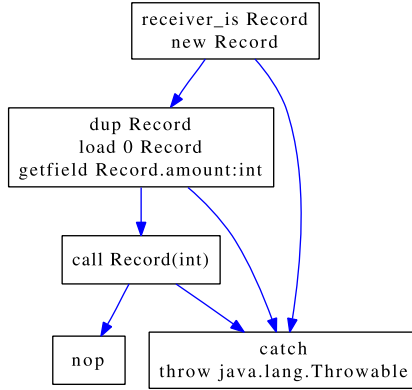 receiver_is Record
new Record
dup Record
load 0 Record
getfield Record.amount:int
call Record(int)
nop
catch
throw java.lang.Throwable